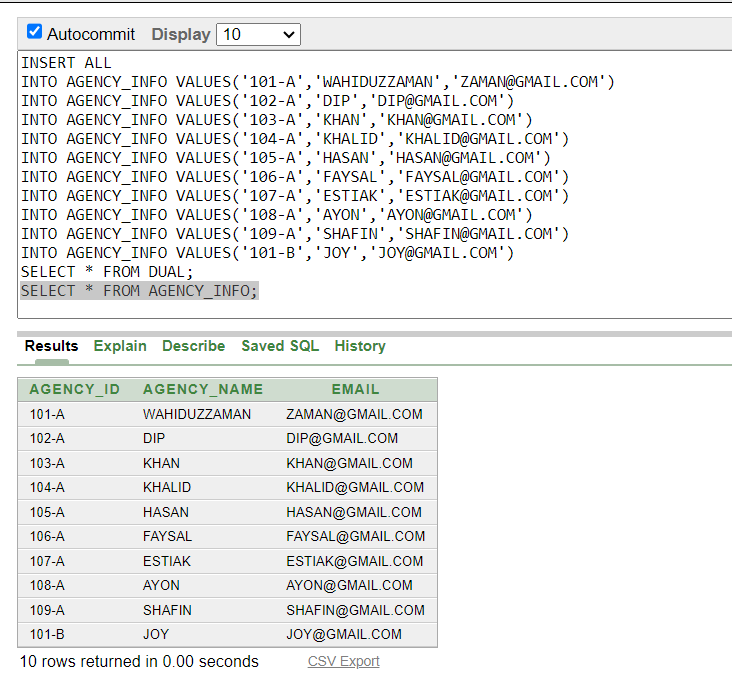 Autocommit Display 10
INSERT ALL
INTO AGENCY_INFO VALUES('101-A','WAHIDUZZAMAN','ZAMAN@GMAIL.COM')
INTO AGENCY_INFO VALUES('102-A','DIP','DIP@GMAIL.COM')
INTO AGENCY_INFO VALUES('103-A','KHAN','KHAN@GMAIL.COM')
INTO AGENCY_INFO VALUES('104-A','KHALID','KHALID@GMAIL.COM')
INTO AGENCY_INFO VALUES('105-A','HASAN','HASAN@GMAIL.COM')
INTO AGENCY_INFO VALUES('106-A','FAYSAL','FAYSAL@GMAIL.COM')
INTO AGENCY_INFO VALUES('107-A','ESTIAK','ESTIAK@GMAIL.COM')
INTO AGENCY_INFO VALUES('108-A','AYON','AYON@GMAIL.COM')
INTO AGENCY_INFO VALUES('109-A','SHAFIN','SHAFIN@GMAIL.COM')
INTO AGENCY_INFO VALUES('101-B','JOY','JOY@GMAIL.COM')
SELECT * FROM DUAL;
SELECT * FROM AGENCY_INFO;
Results Explain Describe Saved SQL History
AGENCY_ID AGENCY_NAME EMAIL
101-A WAHIDUZZAMAN ZAMAN@GMAIL.COM
102-A DIP DIP@GMAIL.COM
103-A KHAN KHAN@GMAIL.COM
104-A KHALID KHALID@GMAIL.COM
105-A HASAN HASAN@GMAIL.COM
106-A FAYSAL FAYSAL@GMAIL.COM
107-A ESTIAK ESTIAK@GMAIL.COM
108-A AYON AYON@GMAIL.COM
109-A SHAFIN SHAFIN@GMAIL.COM
101-B JOY JOY@GMAIL.COM
10 rows returned in 0.00 seconds CSV Export